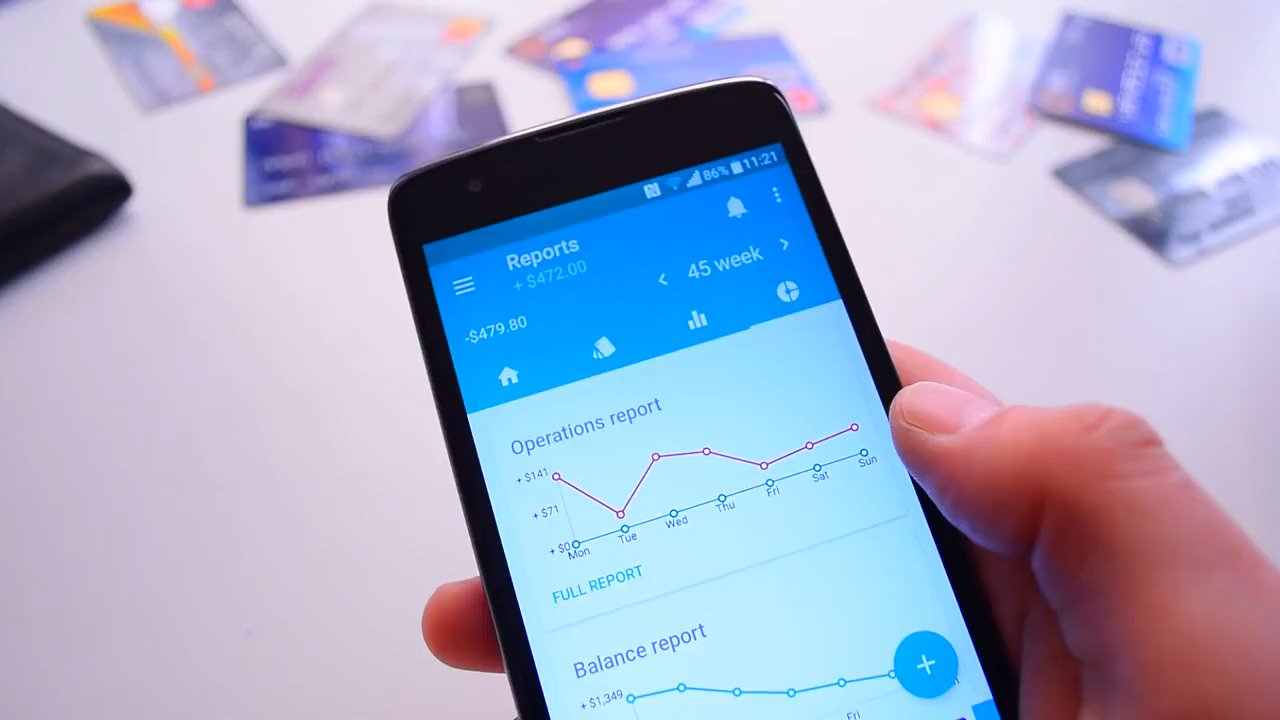 86% 11:21
Reports
+ $472.00
45 week
-$479.80
Operations report
+ $141
+ $71
+ $0
Mon Tue Wed Thu Fri Sat Sun
FULL REPORT
Balance report
+ $1,349
Fri